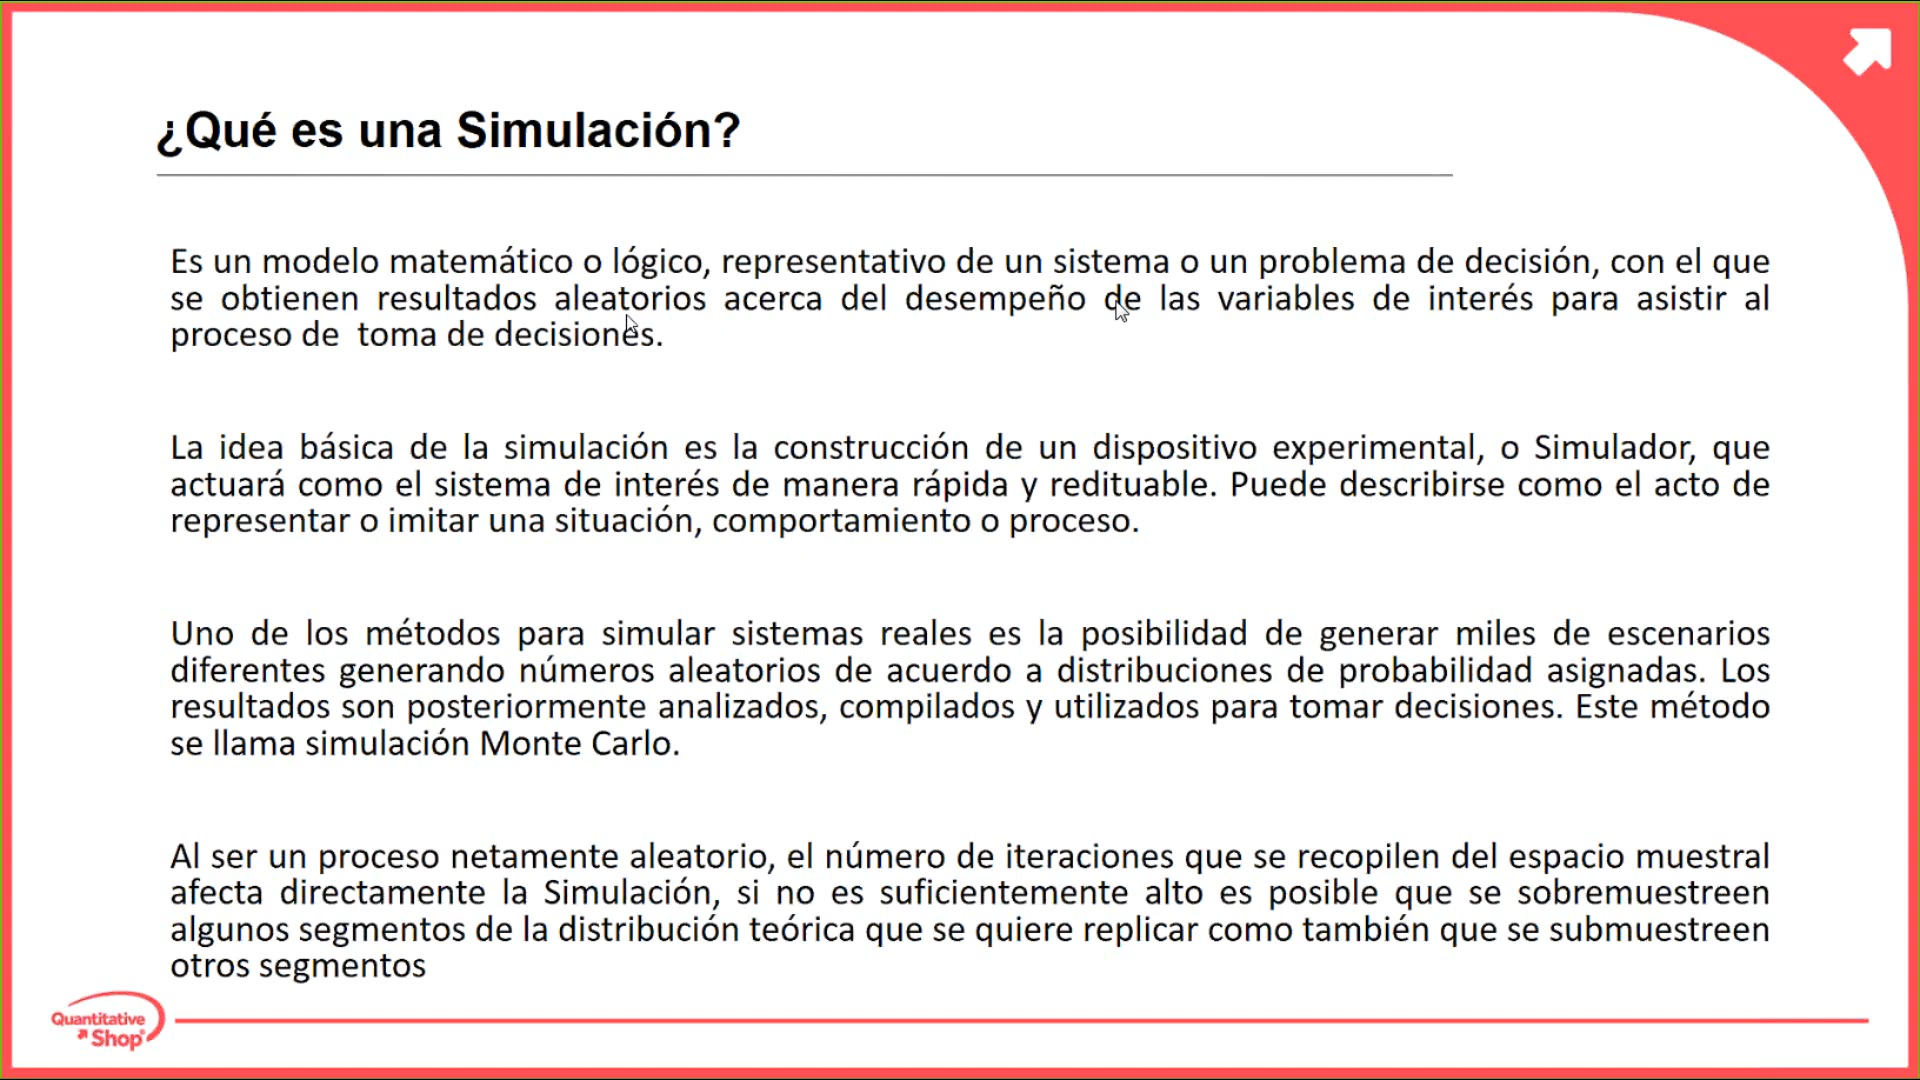 ¿Qué es una Simulación?
Es un modelo matemático o lógico, representativo de un sistema o un problema de decisión, con el que
se obtienen resultados aleatorios acerca del desempeño de las variables de interés para asistir al
proceso de  toma de decisiones.
La idea básica de la simulación es la construcción de un dispositivo experimental, o Simulador, que
actuará como el sistema de interés de manera rápida y redituable. Puede describirse como el acto de
representar o imitar una situación, comportamiento o proceso.
Uno de los métodos para simular sistemas reales es la posibilidad de generar miles de escenarios
diferentes generando números aleatorios de acuerdo a distribuciones de probabilidad asignadas. Los
resultados son posteriormente analizados, compilados y utilizados para tomar decisiones. Este método
se llama simulación Monte Carlo.
Al ser un proceso netamente aleatorio, el número de iteraciones que se recopilen del espacio muestral
afecta directamente la Simulación, si no es suficientemente alto es posible que se sobremuestreen
algunos segmentos de la distribución teórica que se quiere replicar como también que se submuestreen
otros segmentos
Quantitative
Shop®